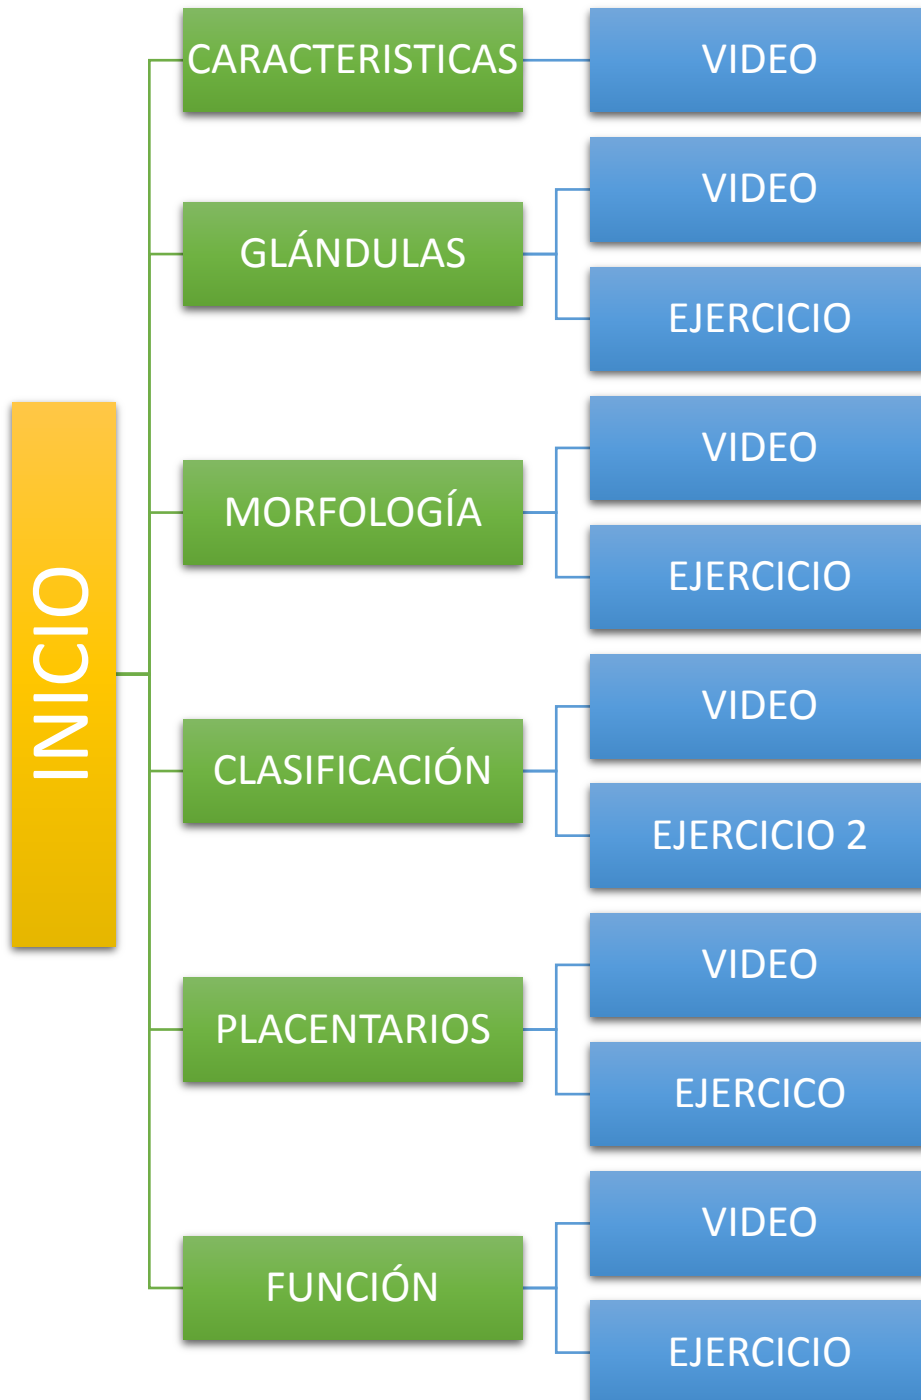 INICIO
CARACTERISTICAS
VIDEO
GLÁNDULAS
VIDEO
EJERCICIO
MORFOLOGÍA
VIDEO
EJERCICIO
CLASIFICACIÓN
VIDEO
EJERCICIO 2
PLACENTARIOS
VIDEO
EJERCICO
FUNCIÓN
VIDEO
EJERCICIO